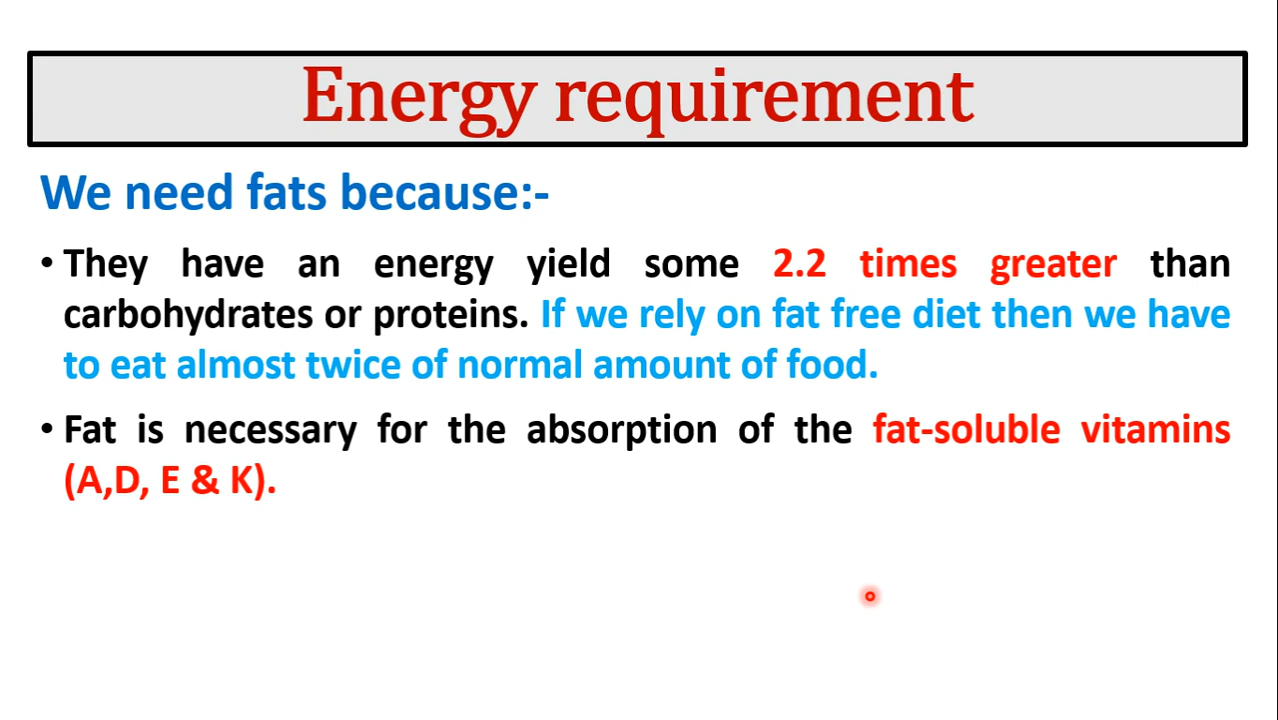 Energy requirement
We need fats because:-
• They have an energy yield some 2.2 times greater than
carbohydrates or proteins. If we rely on fat free diet then we have
to eat almost twice of normal amount of food.
• Fat is necessary for the absorption of the fat-soluble vitamins
(A,D, E & K).